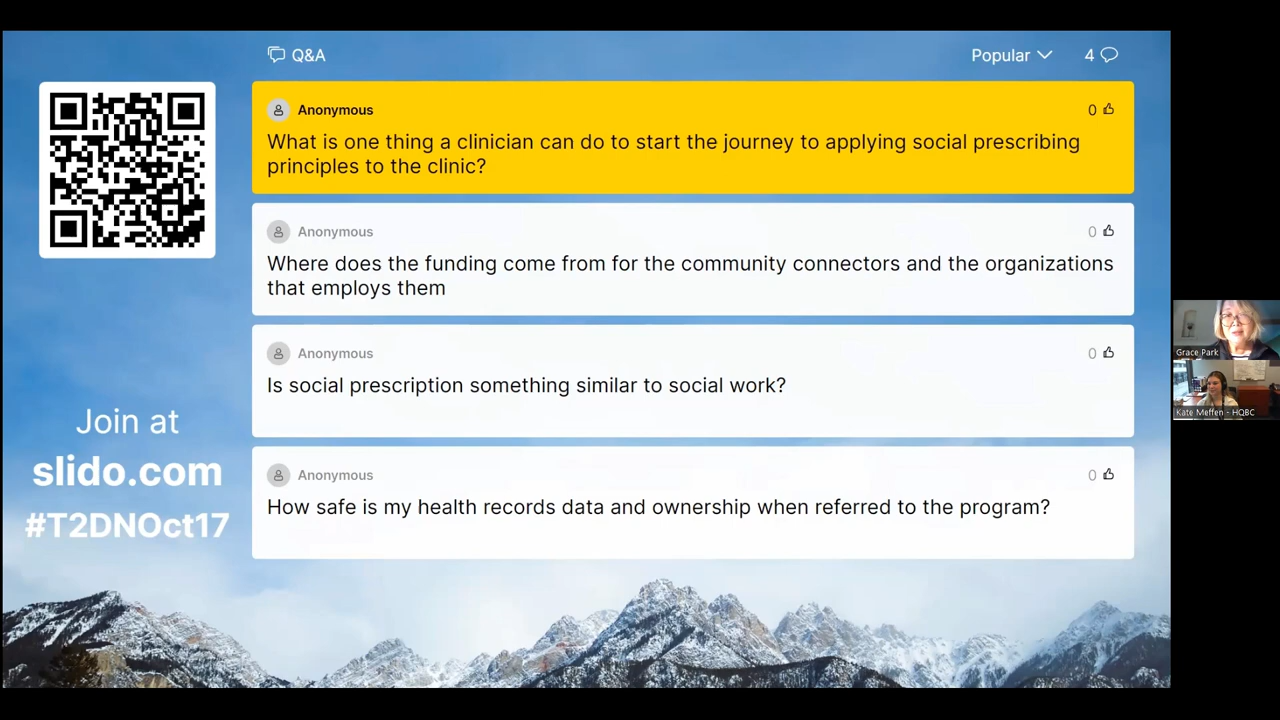 Q&A
Popular
4
Anonymous
0
What is one thing a clinician can do to start the journey to applying social prescribing
principles to the clinic?
Anonymous
0
Where does the funding come from for the community connectors and the organizations
that employs them
Anonymous
0
Is social prescription something similar to social work?
Anonymous
0
How safe is my health records data and ownership when referred to the program?
Join at
slido.com
#T2DNOct17
Grace Park
Kate Meffen - HQBC